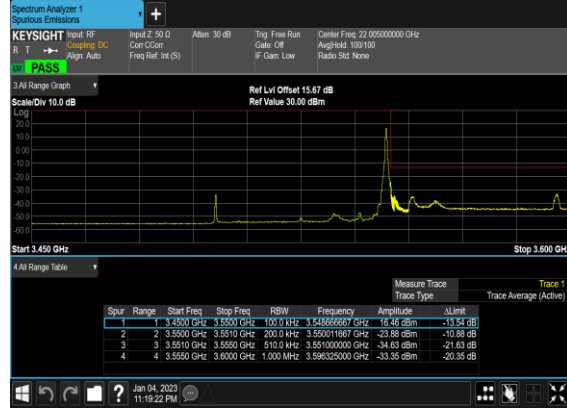 Spectrum Analyzer 1
Spurious Emissions
KEYSIGHT Input: RF Input Z: 50 Ω Atten: 30 dB Trig: Free Run Center Freq: 22.005000000 GHz
R T Coupling: DC Corr CCorr Gate: Off Avg|Hold: 100/100
Align: Auto Freq Ref: Int (S) IF Gain: Low Radio Std: None
LW PASS
3 All Range Graph
Ref Lvl Offset 15.67 dB
Scale/Div 10.0 dB Ref Value 30.00 dBm
Log
20.0
10.0
0.00
-10.0
-20.0
-30.0
-40.0
-50.0
-60.0
Start 3.450 GHz Stop 3.600 GHz
4 All Range Table
Measure Trace Trace 1
Trace Type Trace Average (Active)
Spur Range Start Freq Stop Freq RBW Frequency Amplitude ΔLimit
1 1 3.4500 GHz 3.5500 GHz 100.0 kHz 3.548666667 GHz 16.46 dBm -13.54 dB
2 2 3.5500 GHz 3.5510 GHz 200.0 kHz 3.550011667 GHz -23.88 dBm -10.88 dB
3 3 3.5510 GHz 3.5550 GHz 510.0 kHz 3.551000000 GHz -34.63 dBm -21.63 dB
4 4 3.5550 GHz 3.6000 GHz 1.000 MHz 3.596325000 GHz -33.35 dBm -20.35 dB
Jan 04, 2023
11:19:22 PM